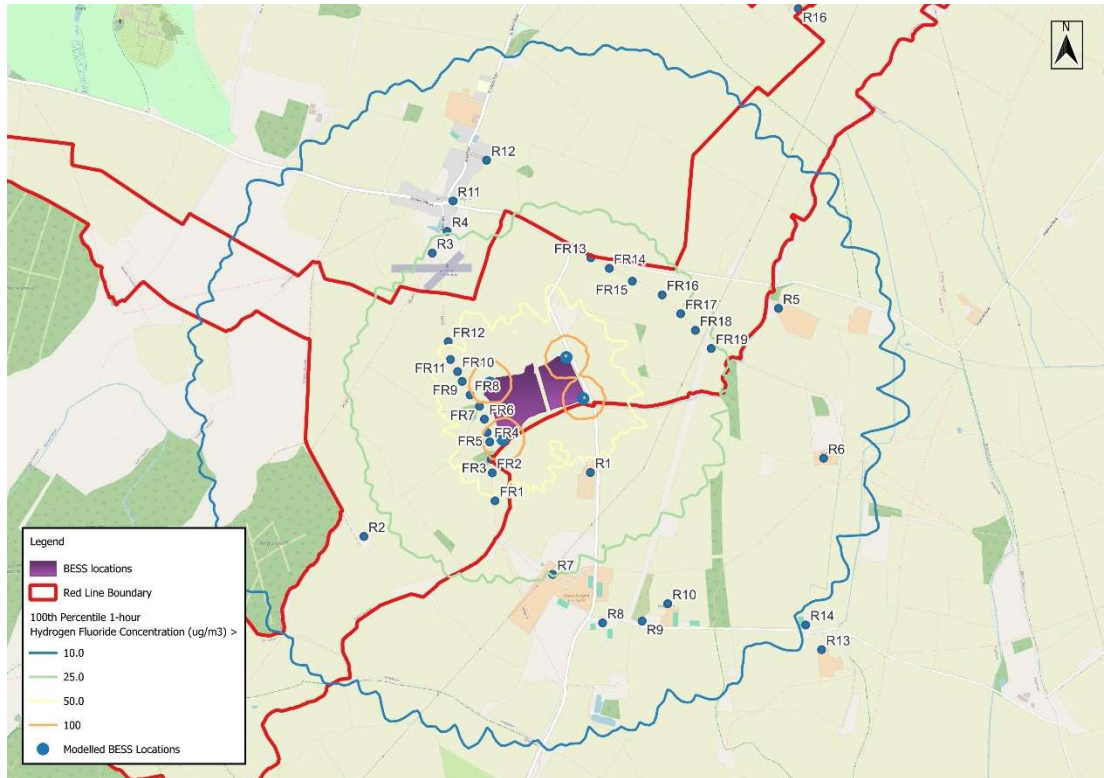 R16
N
R12
R11
R4
R3
FR13
FR14
FR15
FR16
FR17
FR18
FR19
R5
FR12
FR11
FR10
FR9
FR8
FR7
FR6
FR5
FR4
FR3
FR2
FR1
R1
R6
R2
R7
R8
R9
R10
R14
R13
Legend
BESS locations
Red Line Boundary
100th Percentile 1-hour
Hydrogen Fluoride Concentration (ug/m3) >
10.0
25.0
50.0
100
Modelled BESS Locations